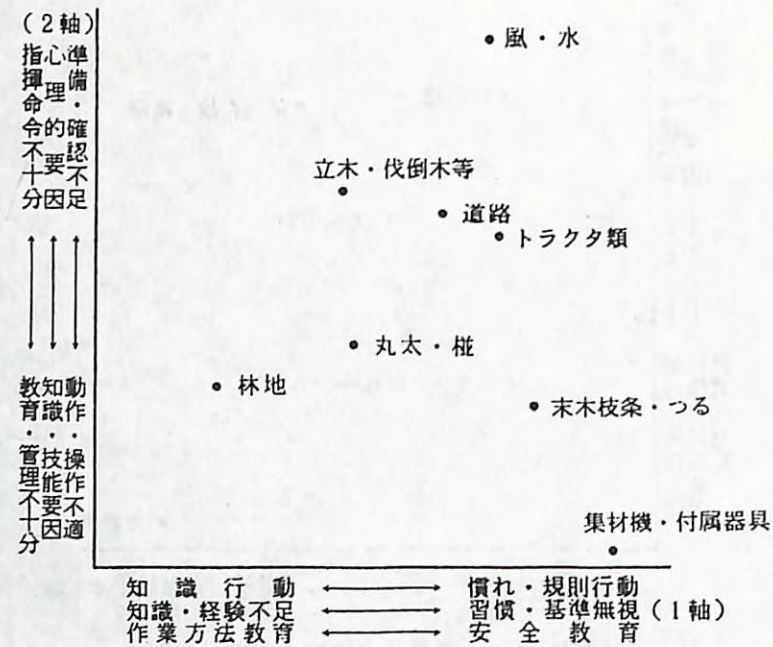 (2軸)
準備・確認不足
心理的要因
指揮命令不十分
動作・操作不適
知識・技能要因
教育・管理不十分
風・水
立木・伐倒木等
道路
トラクタ類
丸太・椪
林地
末木枝条・つる
集材機・付属器具
知識行動 ←→ 慣れ・規則行動
知識・経験不足 ←→ 習慣・基準無視 (1軸)
作業方法教育 ←→ 安全教育